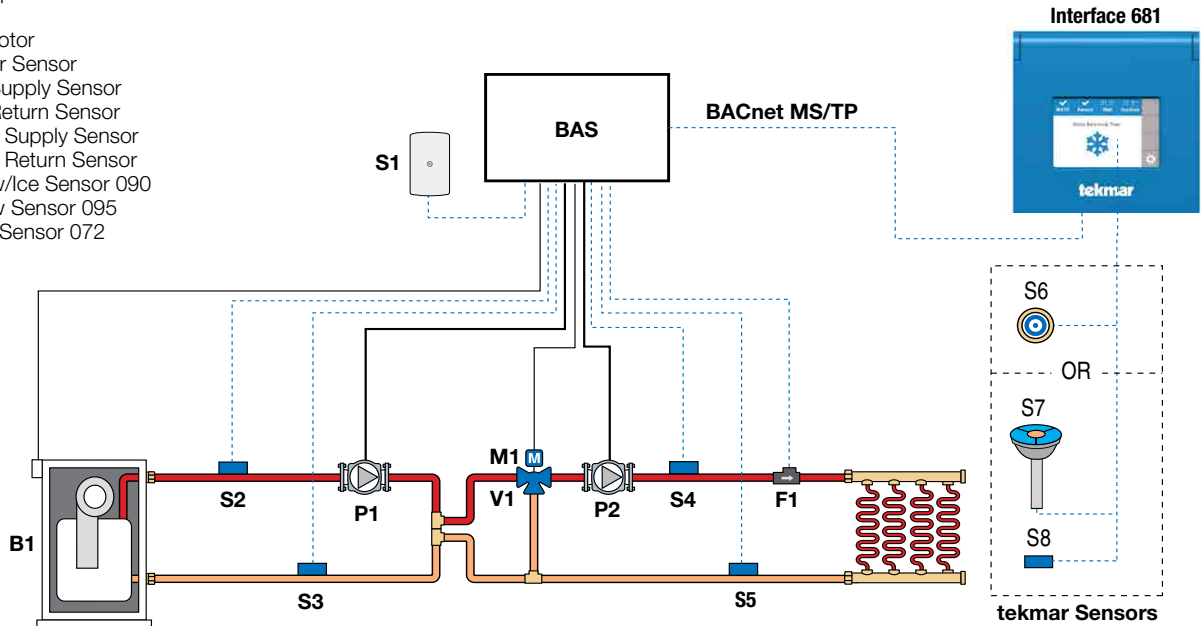 Interface 681
otor
r Sensor
Supply Sensor
Return Sensor
Supply Sensor
Return Sensor
w/Ice Sensor 090
w Sensor 095
Sensor 072
BAS
BACnet MS/TP
S1
tekmar
S6
OR
S7
S8
tekmar Sensors
M1
M
V1
S2
P1
P2
S4
F1
B1
S3
S5